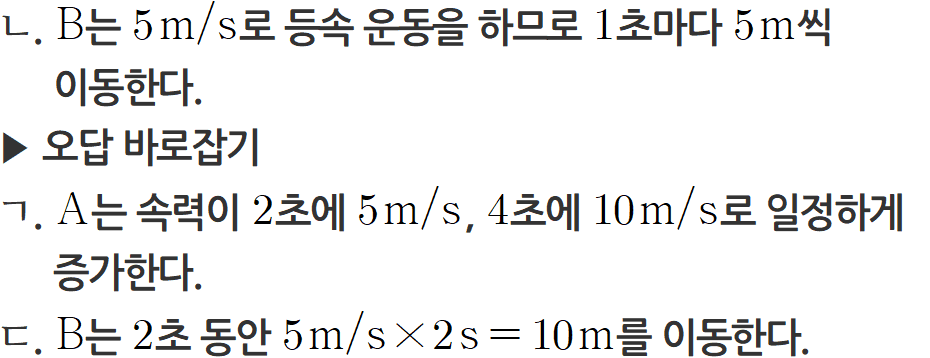 ㄴ. B는 5 m/s로 등속 운동을 하므로 1초마다 5 m씩
이동한다.
▶ 오답 바로잡기
ㄱ. A는 속력이 2초에 5 m/s, 4초에 10 m/s로 일정하게
증가한다.
ㄷ. B는 2초 동안 5 m/s×2 s=10 m를 이동한다.